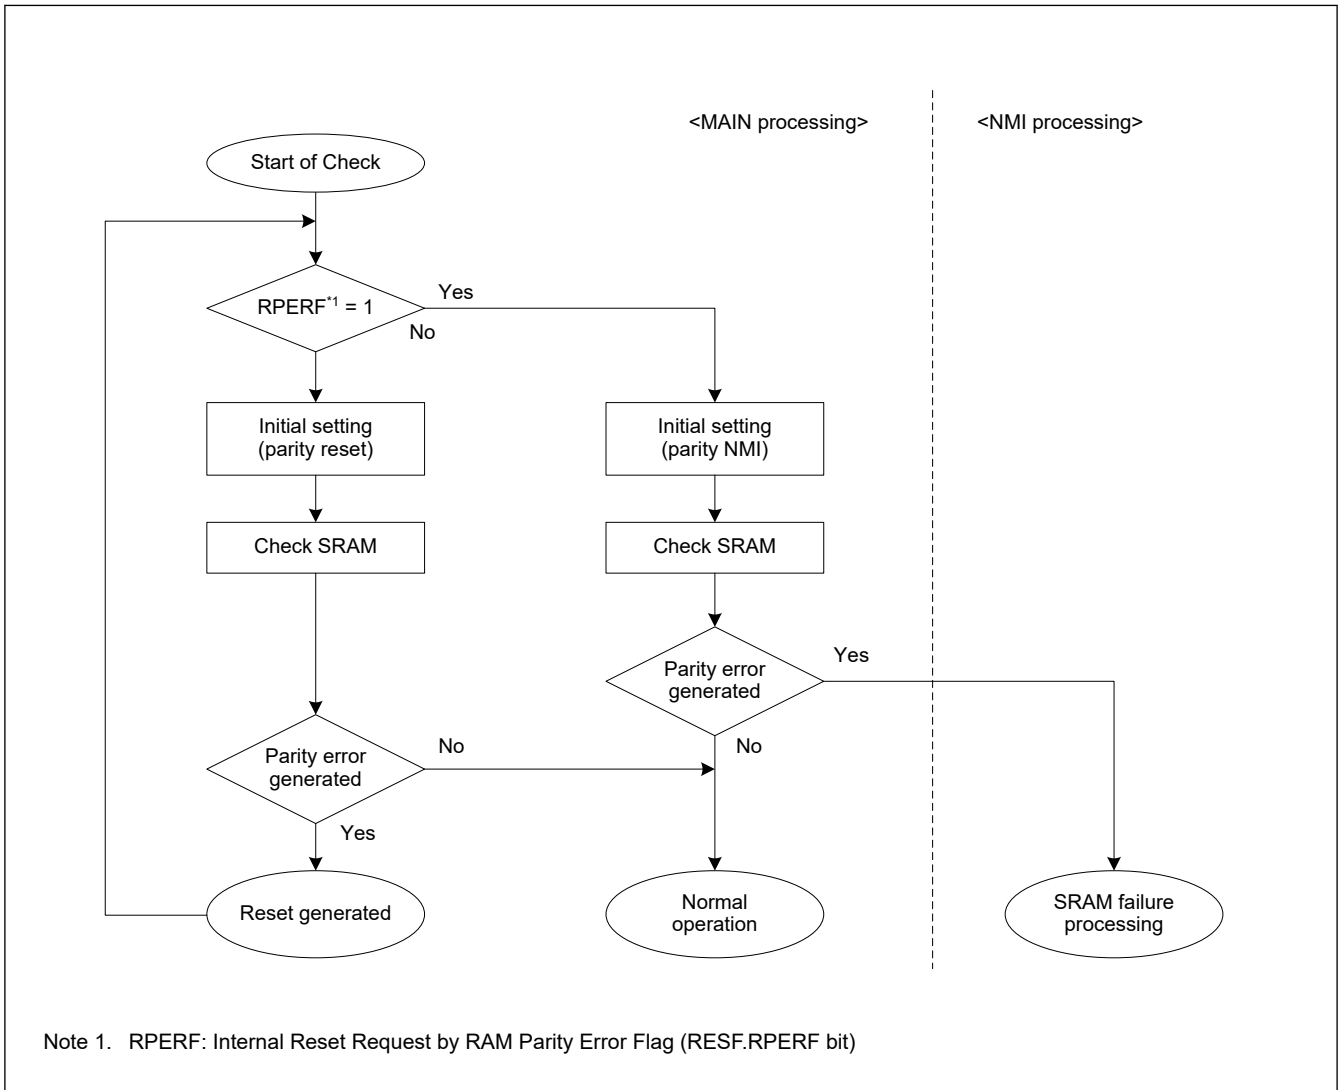 <MAIN processing>
<NMI processing>
Start of Check
RPERF*1 = 1
Yes
No
Initial setting
(parity reset)
Initial setting
(parity NMI)
Check SRAM
Check SRAM
Parity error
generated
Yes
No
Parity error
generated
No
Yes
Reset generated
Normal
operation
SRAM failure
processing
Note 1. RPERF: Internal Reset Request by RAM Parity Error Flag (RESF.RPERF bit)